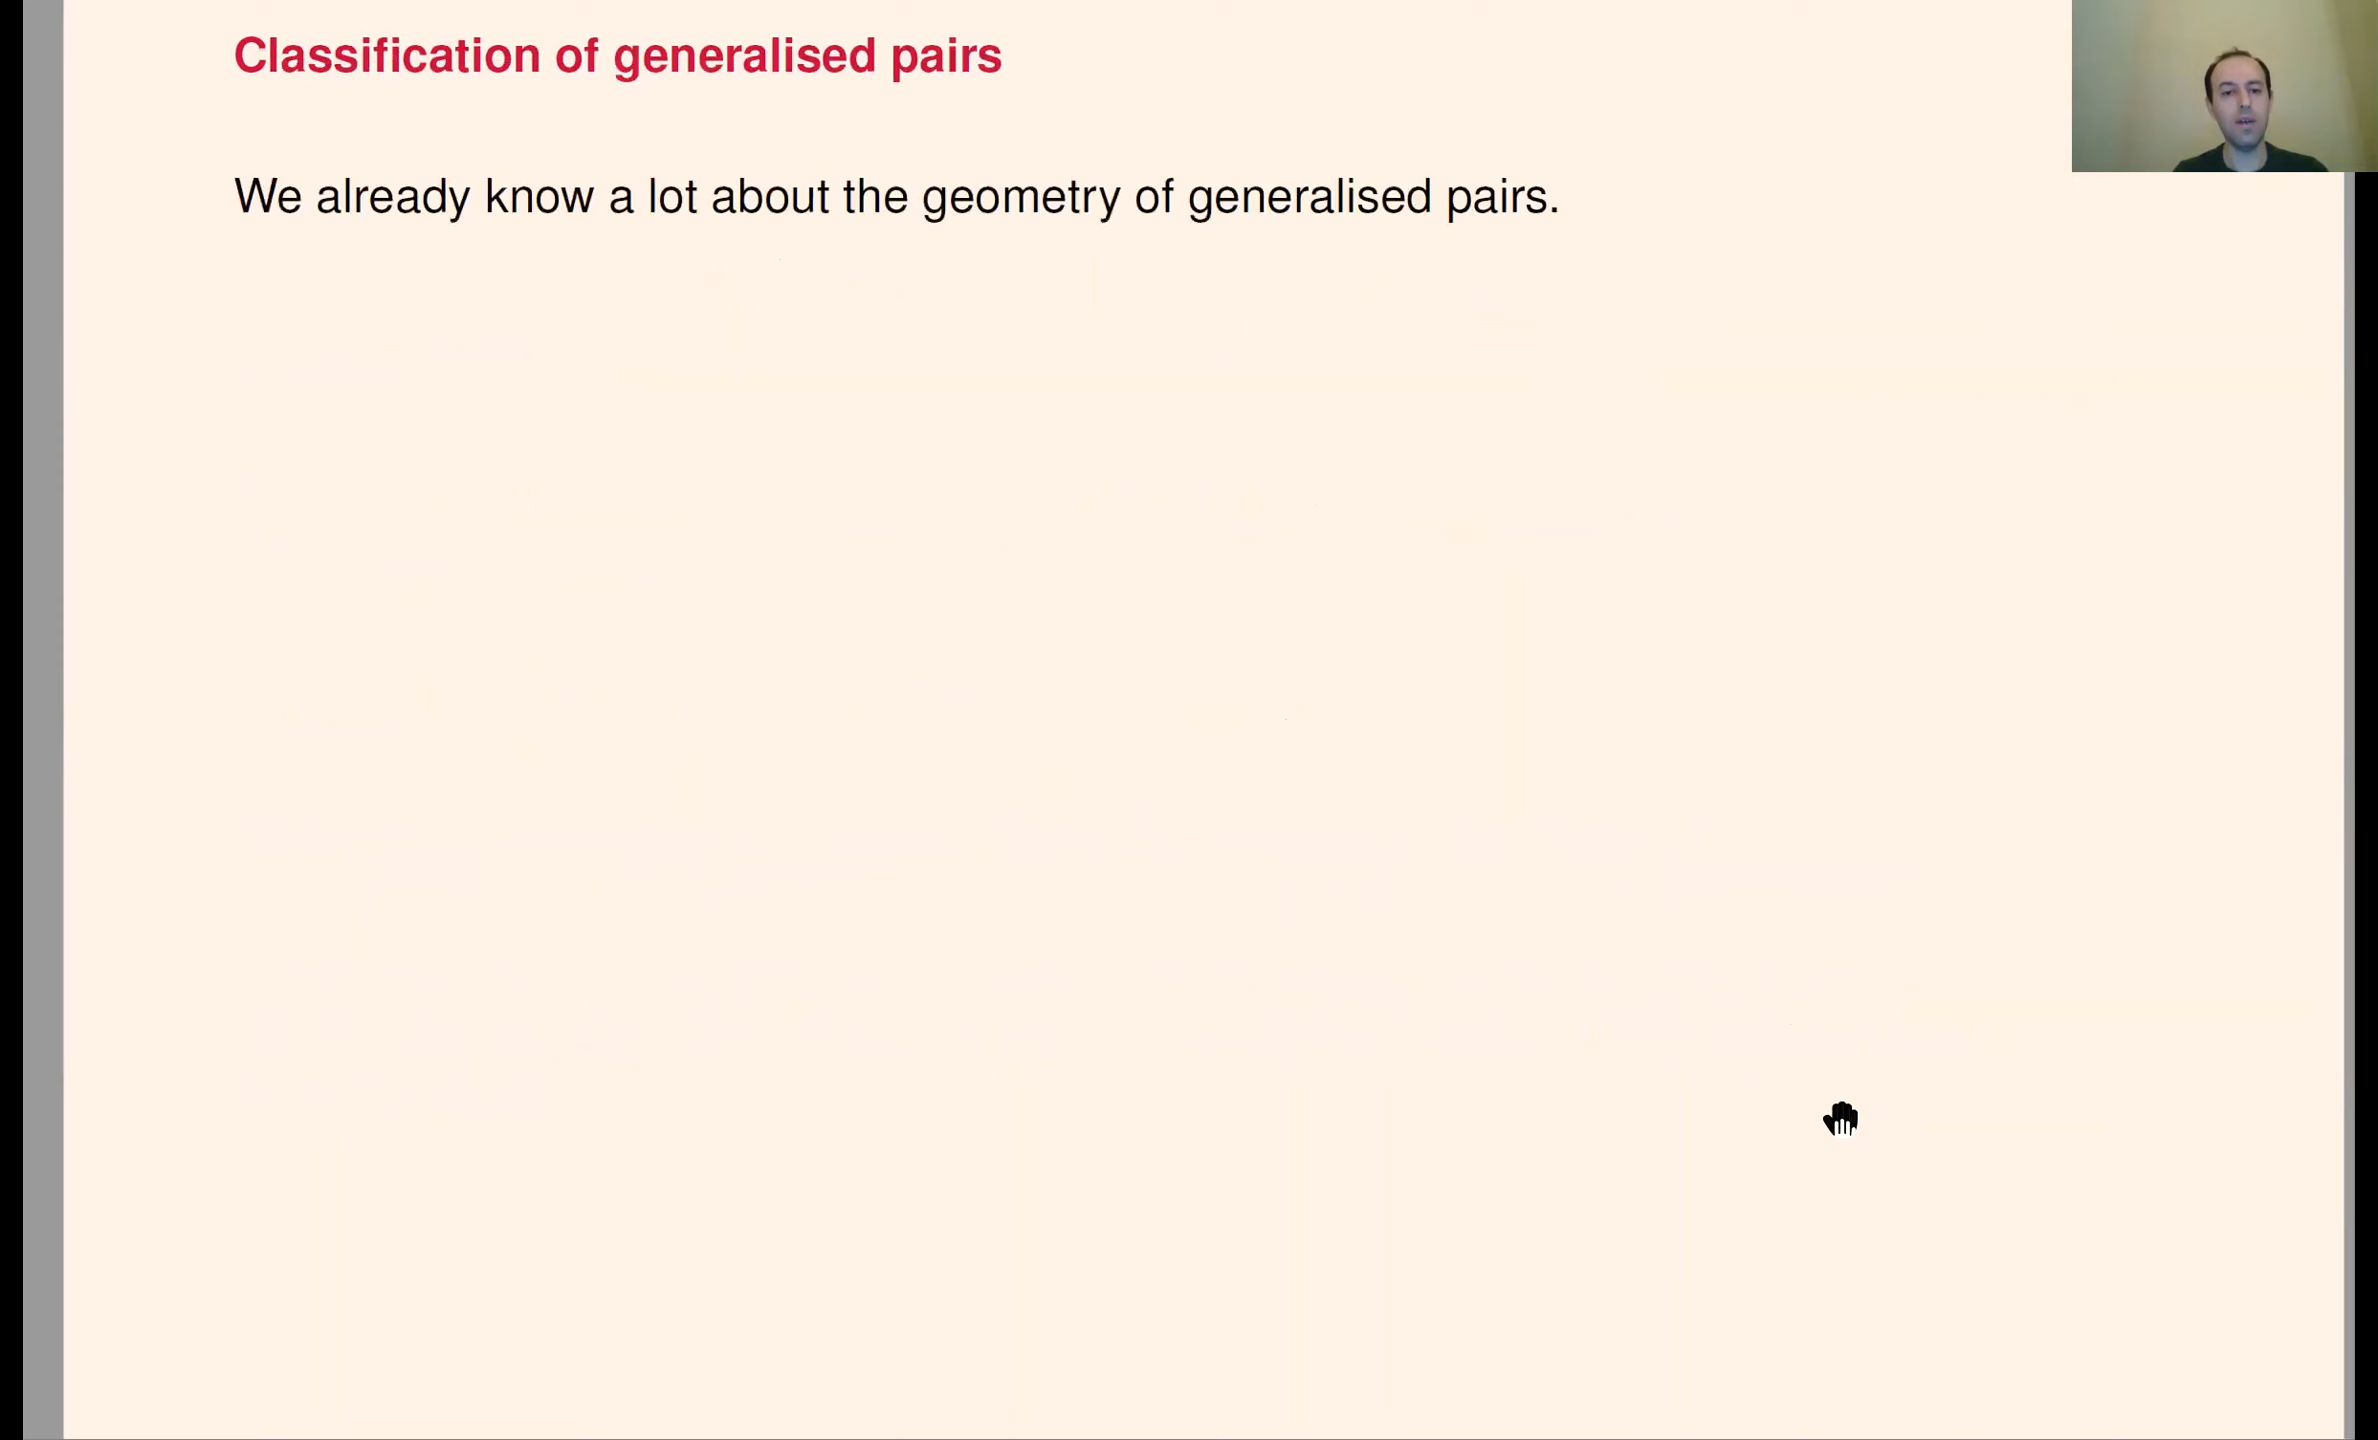 Classification of generalised pairs
We already know a lot about the geometry of generalised pairs.